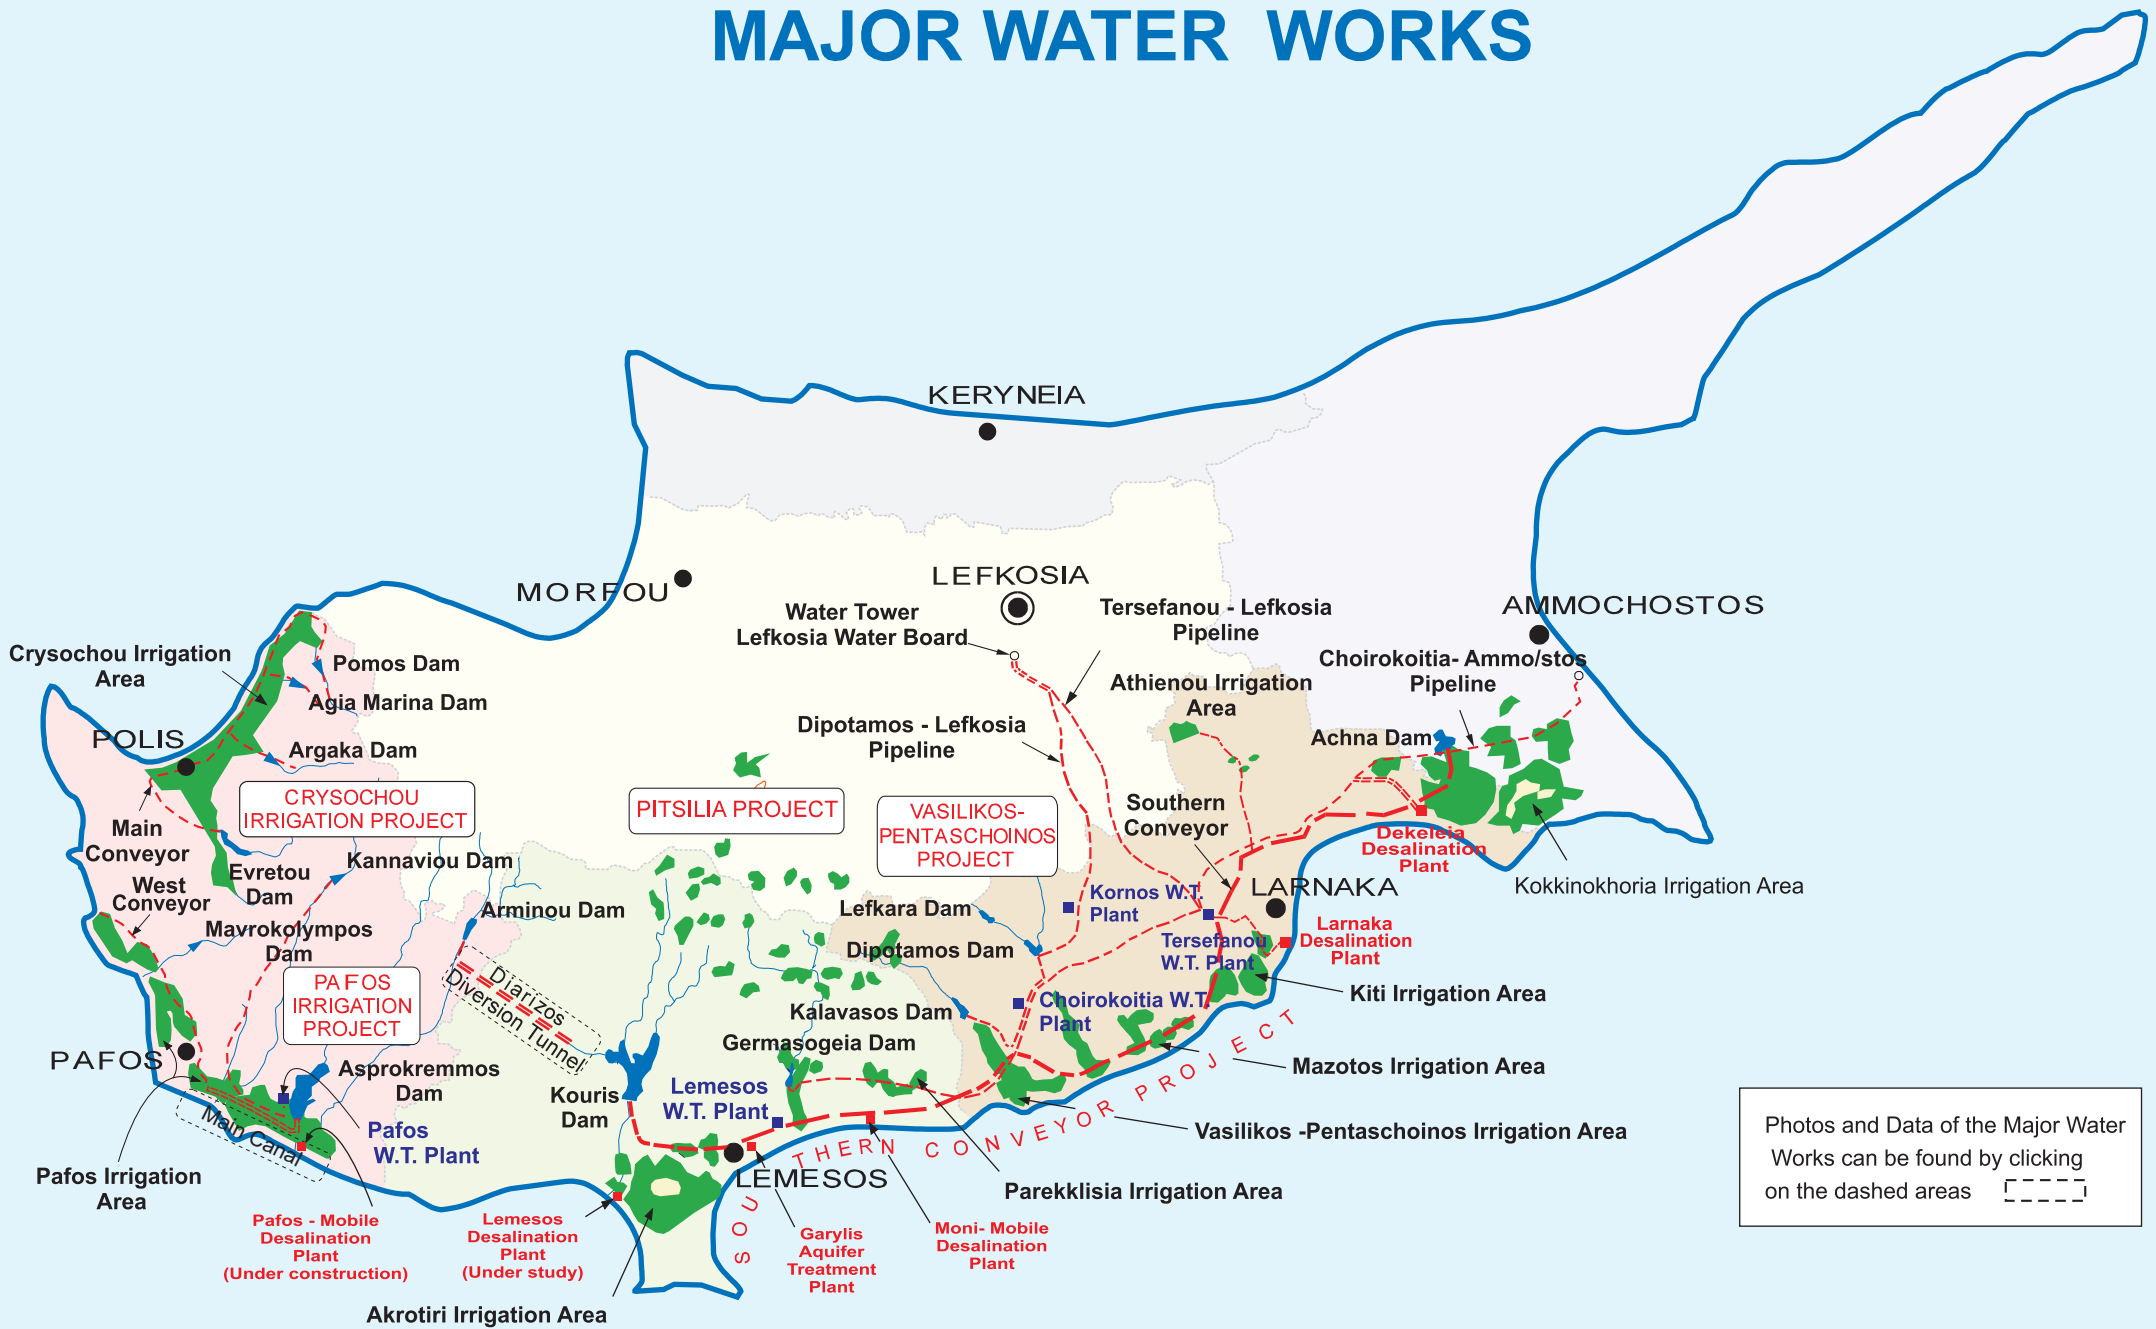 MAJOR WATER WORKS
KERYNEIA
MORFOU
LEFKOSIA
AMMOCHOSTOS
Water Tower
Lefkosia Water Board
Tersefanou - Lefkosia
Pipeline
Choirokoitia- Ammo/stos
Pipeline
Crysochou Irrigation
Area
Pomos Dam
Agia Marina Dam
Athienou Irrigation
Area
POLIS
Argaka Dam
Dipotamos - Lefkosia
Pipeline
Achna Dam
CRYSOCHOU
IRRIGATION PROJECT
PITSILIA PROJECT
VASILIKOS-
PENTASCHOINOS
PROJECT
Southern
Conveyor
Main
Conveyor
Dekeleia
Desalination
Plant
Kannaviou Dam
Evretou
Dam
West
Conveyor
Kokkinokhoria Irrigation Area
LARNAKA
Kornos W.T.
Plant
Lefkara Dam
Arminou Dam
Mavrokolympos
Dam
Larnaka
Desalination
Plant
Tersefanou
W.T. Plant
Dipotamos Dam
PAFOS
IRRIGATION
PROJECT
Diarizos
Diversion Tunnel
Kiti Irrigation Area
Choirokoitia W.T.
Plant
Kalavasos Dam
Germasogeia Dam
PAFOS
Asprokremmos
Dam
Mazotos Irrigation Area
Kouris
Dam
Lemesos
W.T. Plant
Main Canal
Pafos
W.T. Plant
SOUTHERN CONVEYOR PROJECT
Vasilikos -Pentaschoinos Irrigation Area
Photos and Data of the Major Water
Works can be found by clicking
on the dashed areas
Pafos Irrigation
Area
LEMESOS
Parekklisia Irrigation Area
Pafos - Mobile
Desalination
Plant
(Under construction)
Lemesos
Desalination
Plant
(Under study)
Garylis
Aquifer
Treatment
Plant
Moni- Mobile
Desalination
Plant
Akrotiri Irrigation Area